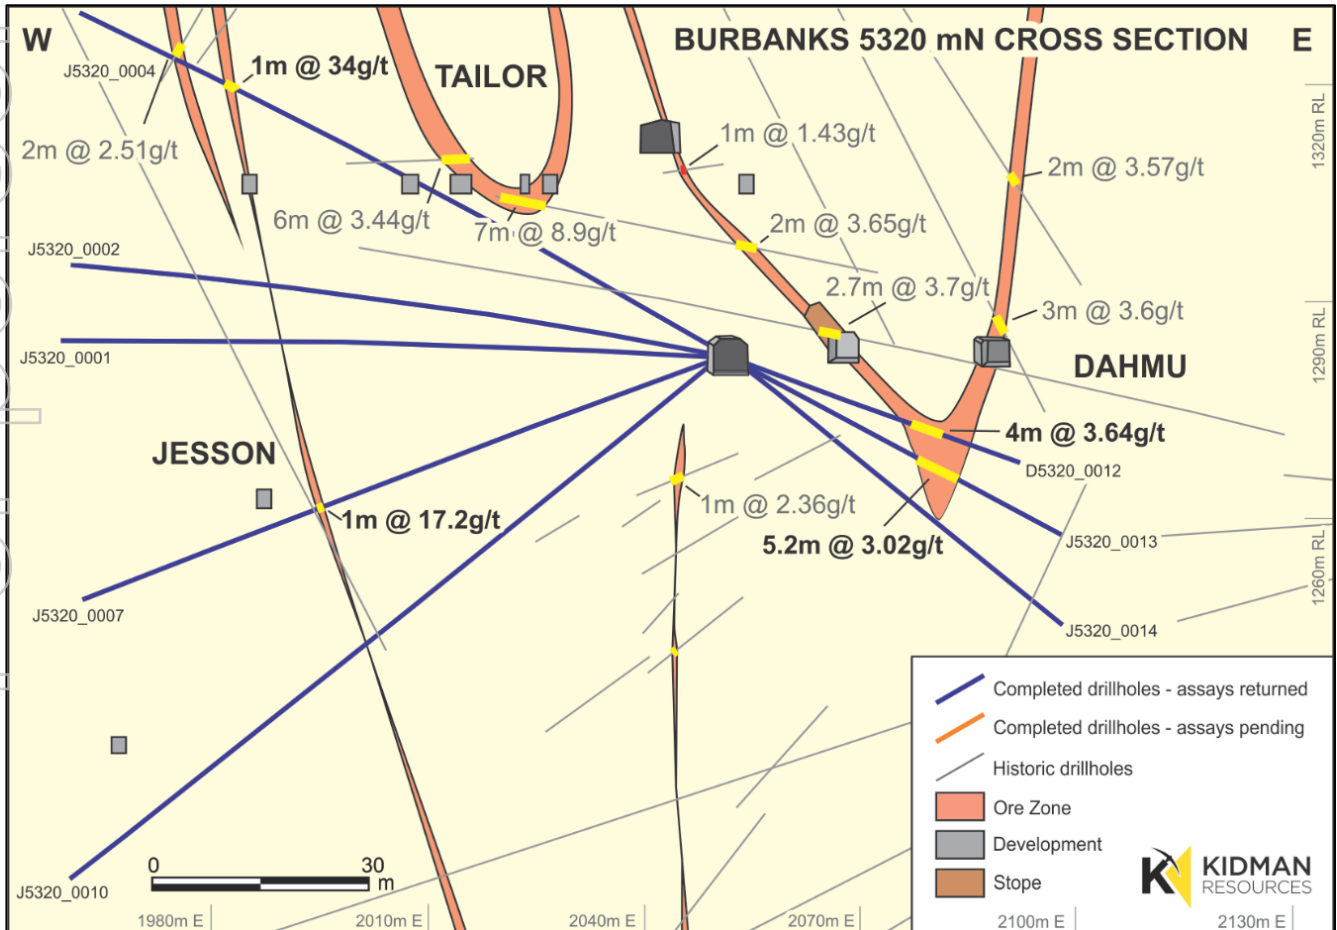 W
BURBANKS 5320 mN CROSS SECTION
E
J5320_0004
1m @ 34g/t
TAILOR
1320m RL
2m @ 2.51g/t
1m @ 1.43g/t
2m @ 3.57g/t
6m @ 3.44g/t
7m @ 8.9g/t
2m @ 3.65g/t
J5320_0002
2.7m @ 3.7g/t
3m @ 3.6g/t
J5320_0001
1290m RL
DAHMU
JESSON
4m @ 3.64g/t
D5320_0012
1m @ 17.2g/t
1m @ 2.36g/t
5.2m @ 3.02g/t
J5320_0013
1260m RL
J5320_0007
J5320_0014
Completed drillholes - assays returned
Completed drillholes - assays pending
Historic drillholes
Ore Zone
Development
Stope
KIDMAN
RESOURCES
0 30
m
J5320_0010
1980m E
2010m E
2040m E
2070m E
2100m E
2130m E